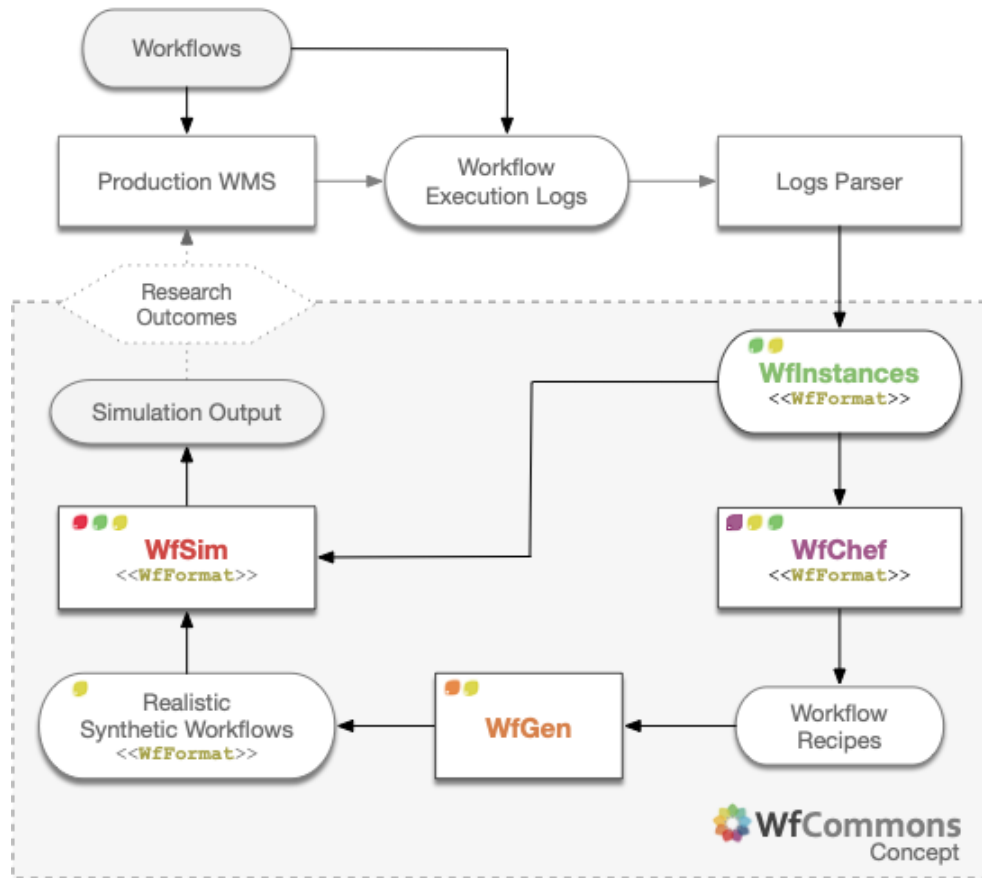 Workflows
Production WMS
Workflow
Execution Logs
Logs Parser
Research
Outcomes
WfInstances
<<WfFormat>>
Simulation Output
WfSim
<<WfFormat>>
WfChef
<<WfFormat>>
Realistic
Synthetic Workflows
<<WfFormat>>
WfGen
Workflow
Recipes
WfCommons
Concept